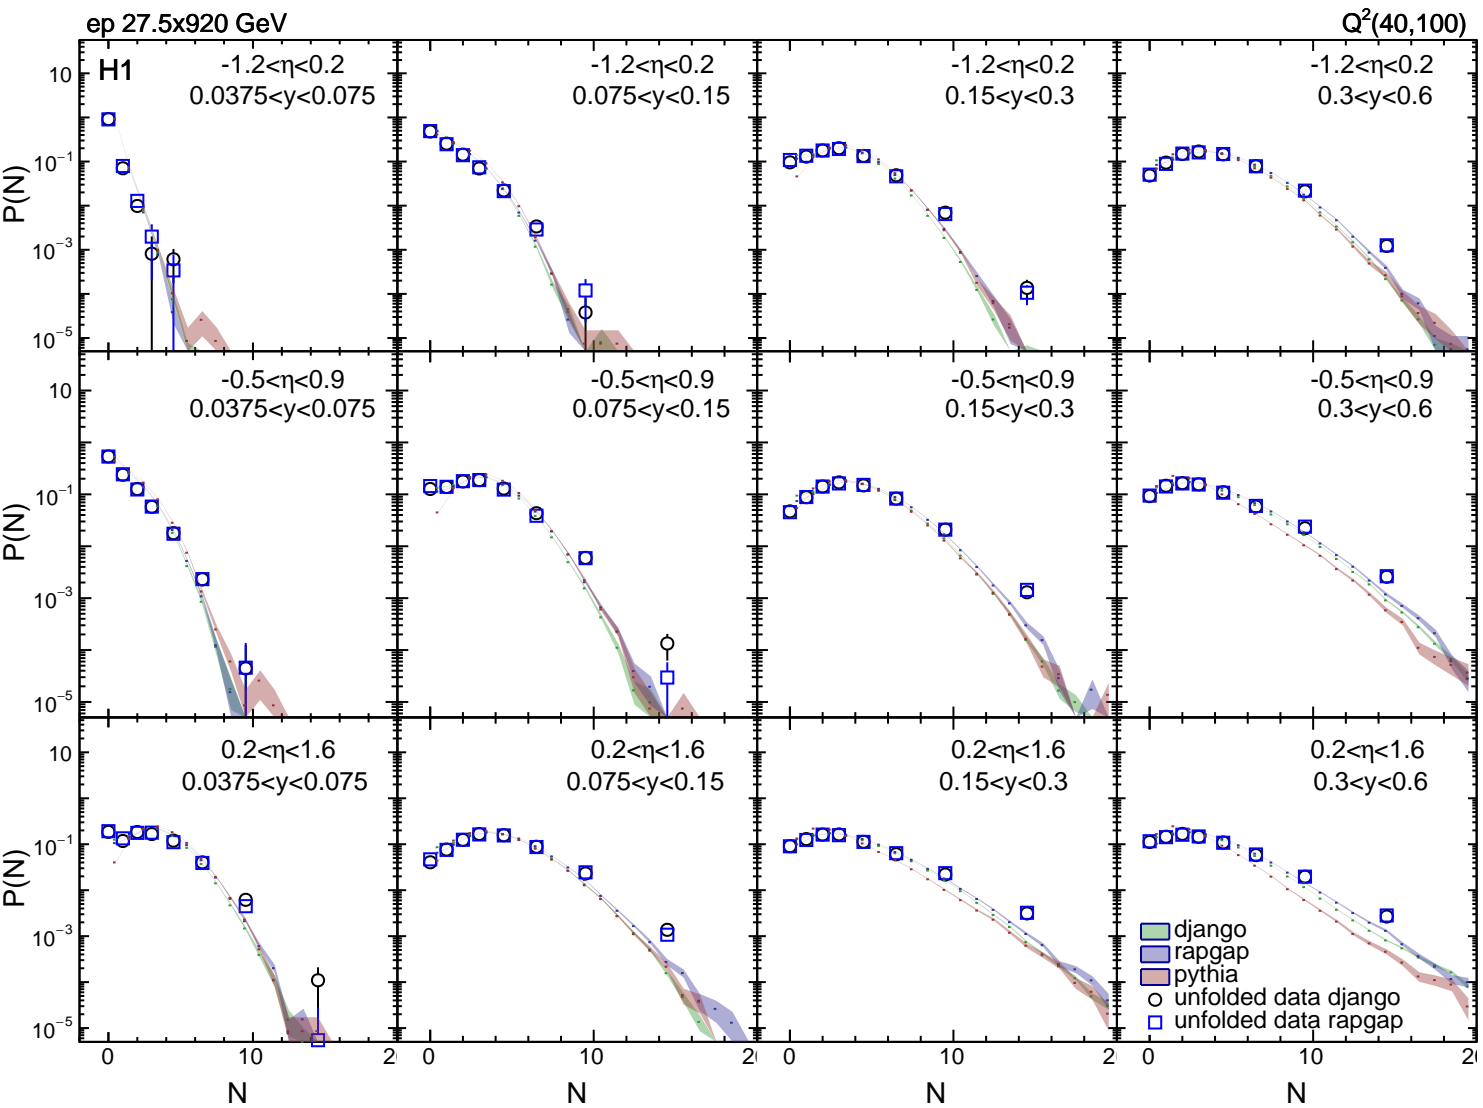 ep 27.5x920 GeV
Q²(40,100)
H1
-1.2<η<0.2
0.0375<y<0.075
-1.2<η<0.2
0.075<y<0.15
-1.2<η<0.2
0.15<y<0.3
-1.2<η<0.2
0.3<y<0.6
P(N)
10
10⁻¹
10⁻³
10⁻⁵
-0.5<η<0.9
0.0375<y<0.075
-0.5<η<0.9
0.075<y<0.15
-0.5<η<0.9
0.15<y<0.3
-0.5<η<0.9
0.3<y<0.6
P(N)
10
10⁻¹
10⁻³
10⁻⁵
0.2<η<1.6
0.0375<y<0.075
0.2<η<1.6
0.075<y<0.15
0.2<η<1.6
0.15<y<0.3
0.2<η<1.6
0.3<y<0.6
P(N)
10
10⁻¹
10⁻³
10⁻⁵
django
rapgap
pythia
unfolded data django
unfolded data rapgap
0 10 2
0 10
0 10 2
0 10 2
N N N N